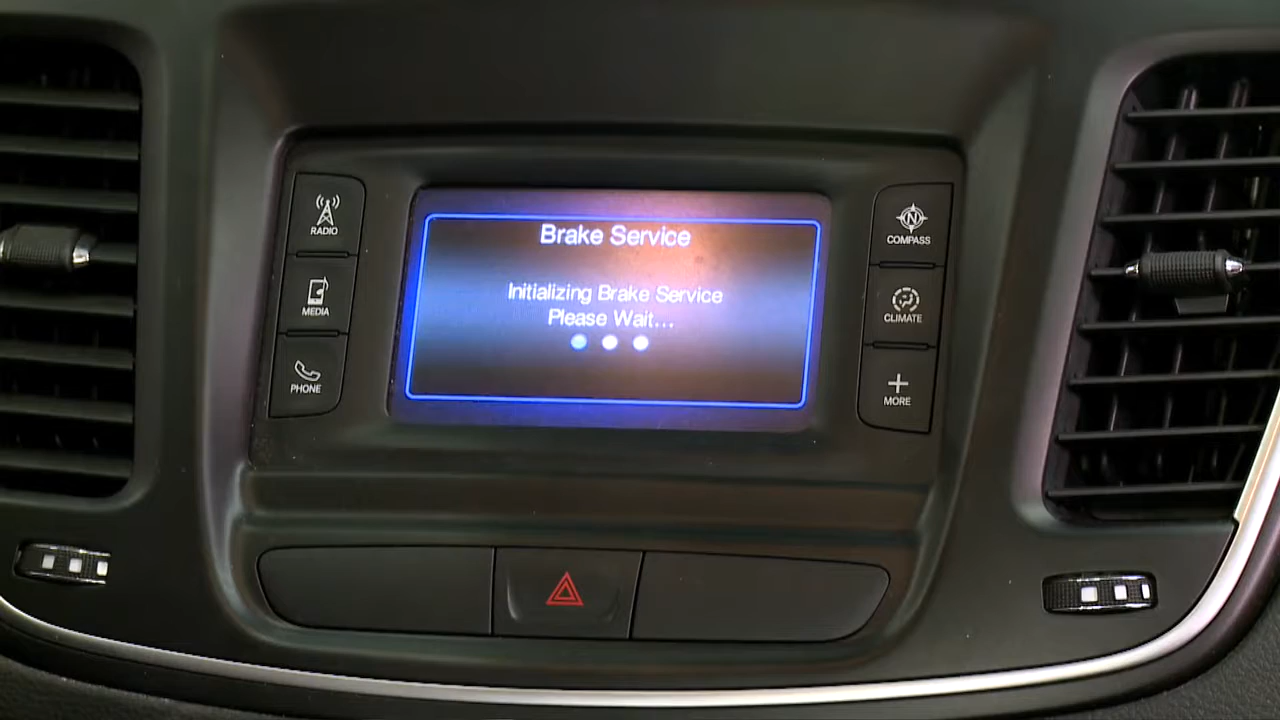 RADIO
MEDIA
PHONE
Brake Service
Initializing Brake Service
Please Wait...
N
COMPASS
CLIMATE
MORE